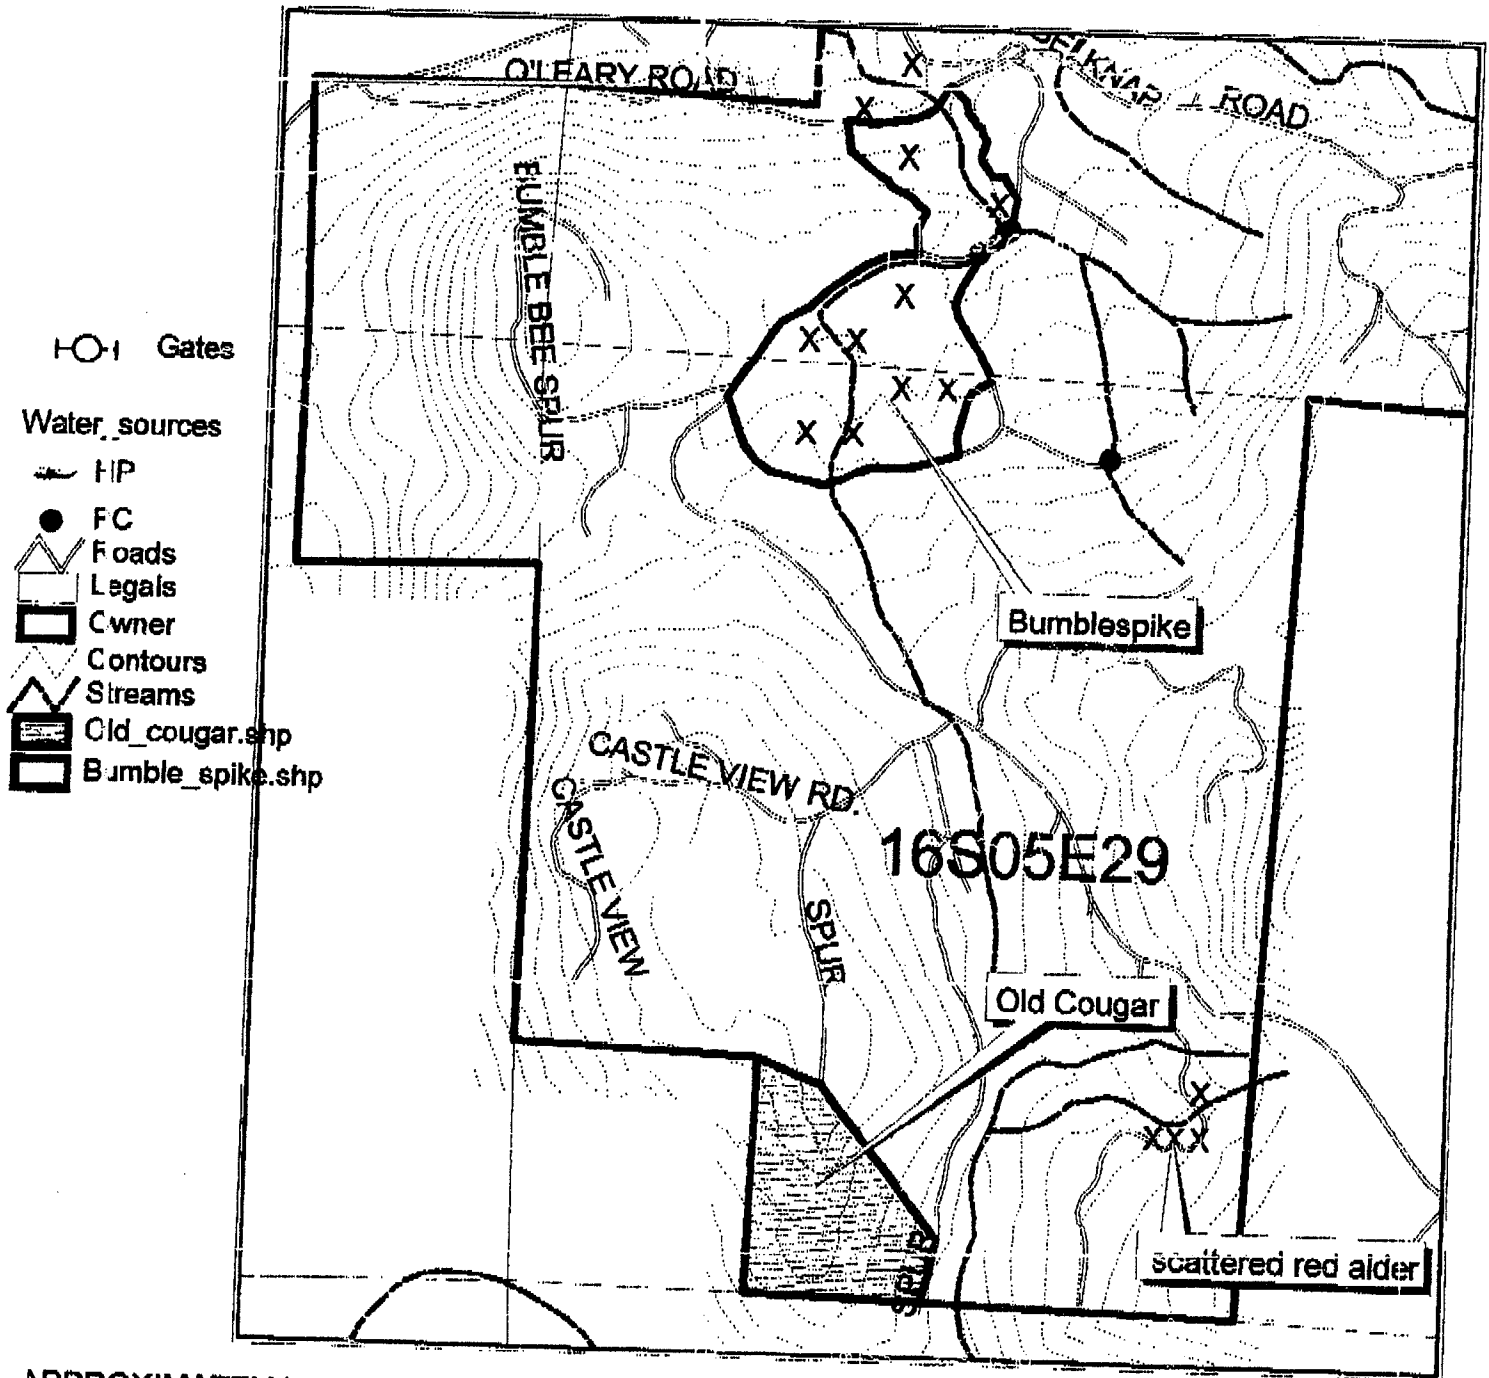 O'LEARY ROAD
BELKNAP ROAD
BUMBLE BEE SPUR
Gates
Water_sources
HP
Roads
Legals
Owner
Contours
Streams
Old_cougar.shp
Bumble_spike.shp
Bumblespike
CASTLE VIEW RD.
CASTLE VIEW
SPUR
16S05E29
Old Cougar
SPUR
scattered red alder